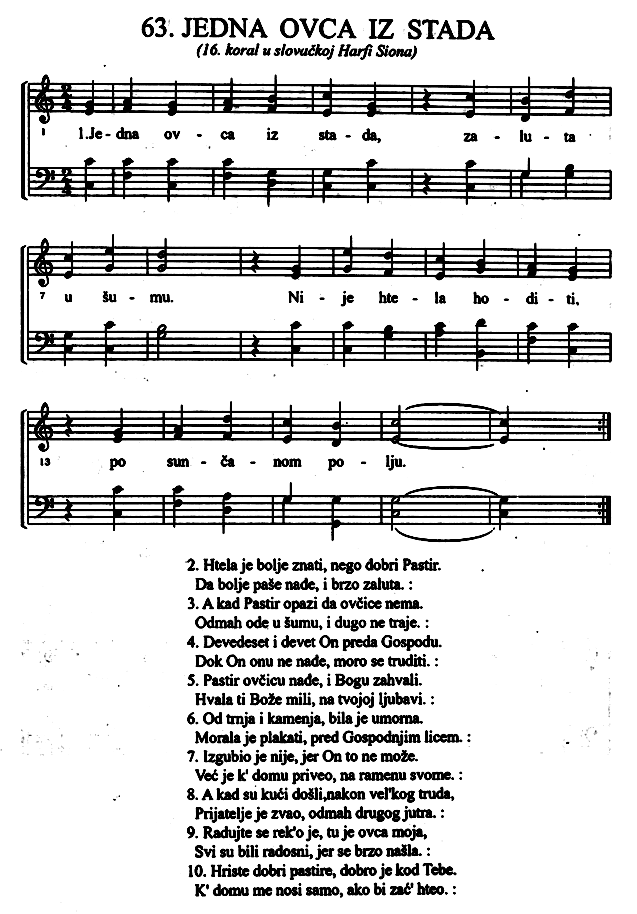 63. JEDNA OVCA IZ STADA
(16. koral u slovačkoj Harfi Siona)
1 1.Je - dna ov - ca iz sta - da, za - lu - ta
7 u šu - mu. Ni - je hte - la ho - di - ti,
13 po sun - ča - nom po - lju.
2. Htela je bolje znati, nego dobri Pastir.
Da bolje paše nađe, i brzo zaluta. :
3. A kad Pastir opazi da ovčice nema.
Odmah ode u šumu, i dugo ne traje. :
4. Devedeset i devet On preda Gospodu.
Dok On onu ne nađe, moro se truditi. :
5. Pastir ovčicu nađe, i Bogu zahvali.
Hvala ti Bože mili, na tvojoj ljubavi. :
6. Od trnja i kamenja, bila je umorna.
Morala je plakati, pred Gospodnjim licem. :
7. Izgubio je nije, jer On to ne može.
Već je k' domu priveo, na ramenu svome. :
8. A kad su kući došli,nakon vel'kog truda,
Prijatelje je zvao, odmah drugog jutra. :
9. Radujte se rek'o je, tu je ovca moja,
Svi su bili radosni, jer se brzo našla. :
10. Hriste dobri pastire, dobro je kod Tebe.
K' domu me nosi samo, ako bi zać' hteo. :